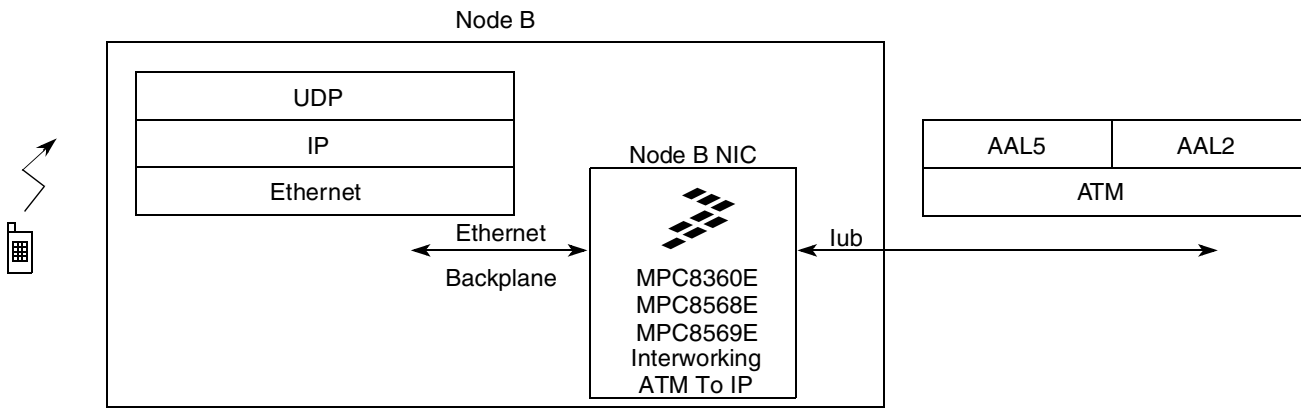 Node B
UDP
IP
Ethernet
Node B NIC
AAL5
AAL2
ATM
Ethernet
Backplane
Iub
MPC8360E
MPC8568E
MPC8569E
Interworking
ATM To IP